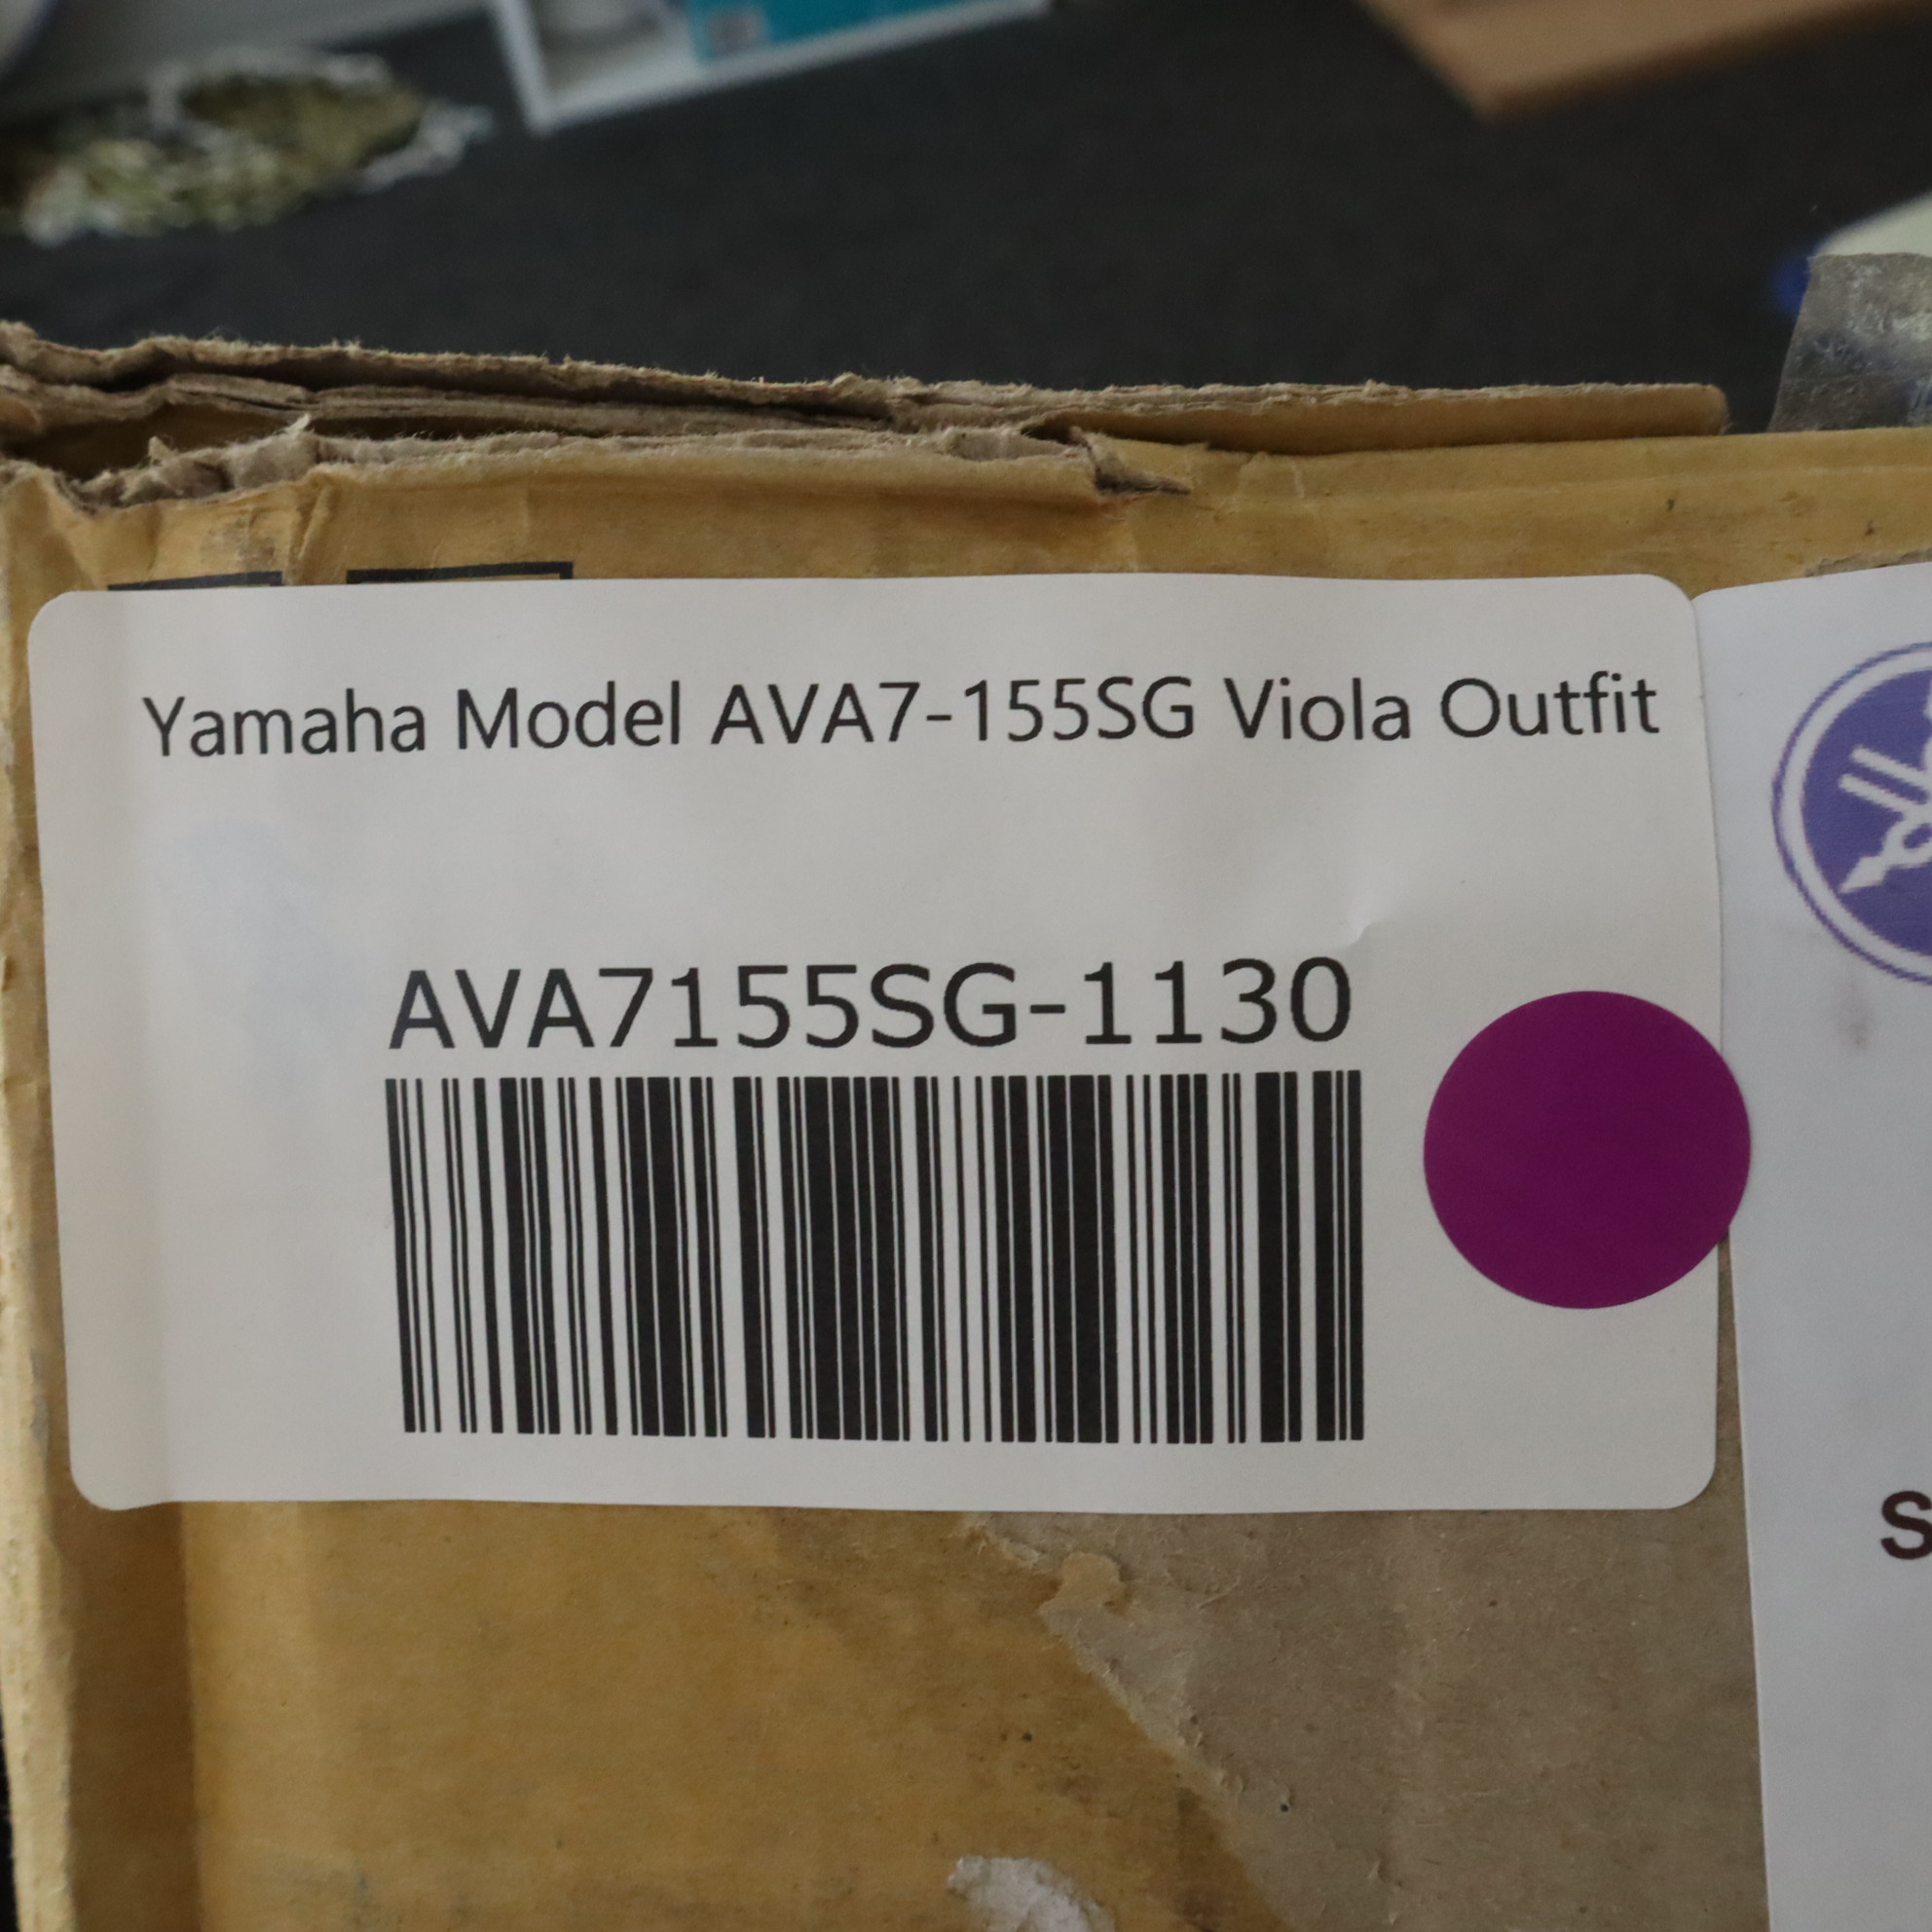 Yamaha Model AVA7-155SG Viola Outfit
AVA7155SG-1130
S